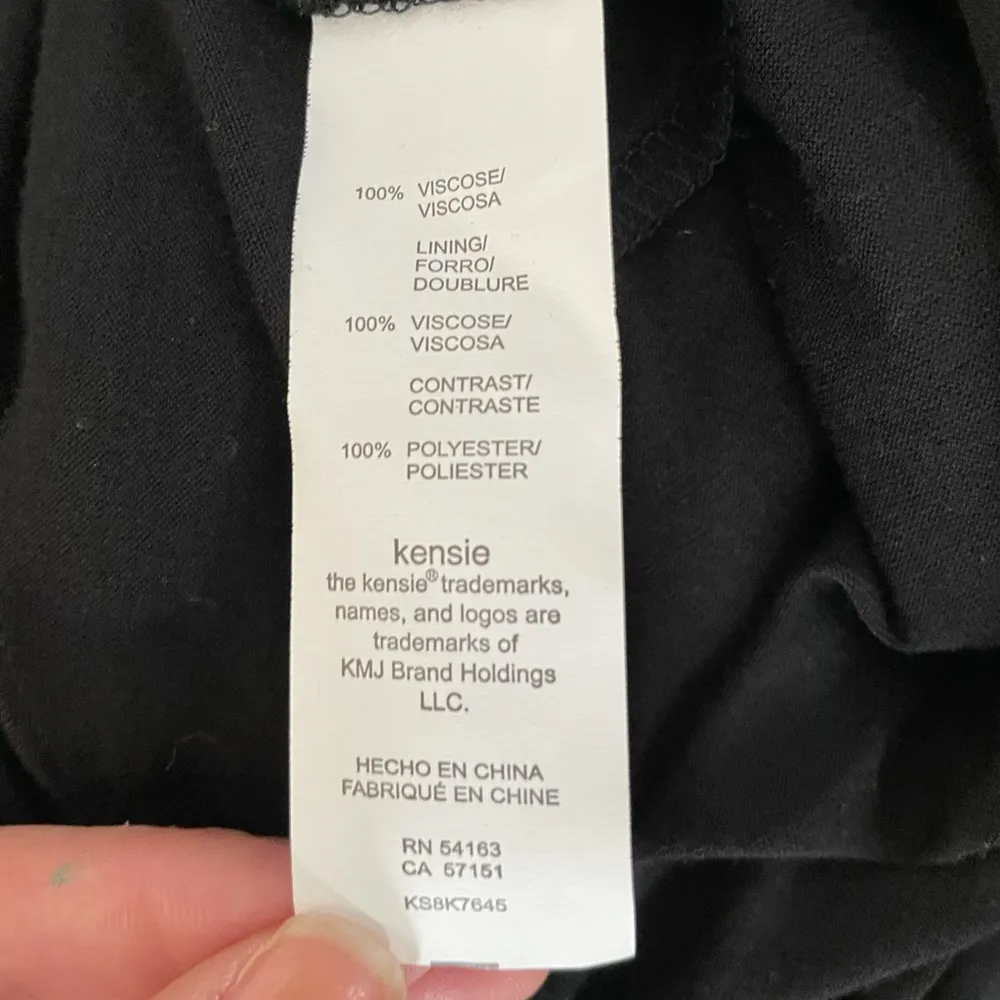 100% VISCOSE/
VISCOSA
LINING/
FORRO/
DOUBLURE
100% VISCOSE/
VISCOSA
CONTRAST/
CONTRASTE
100% POLYESTER/
POLIESTER
kensie
the kensie® trademarks,
names, and logos are
trademarks of
KMJ Brand Holdings
LLC.
HECHO EN CHINA
FABRIQUÉ EN CHINE
RN 54163
CA 57151
KS8K7645